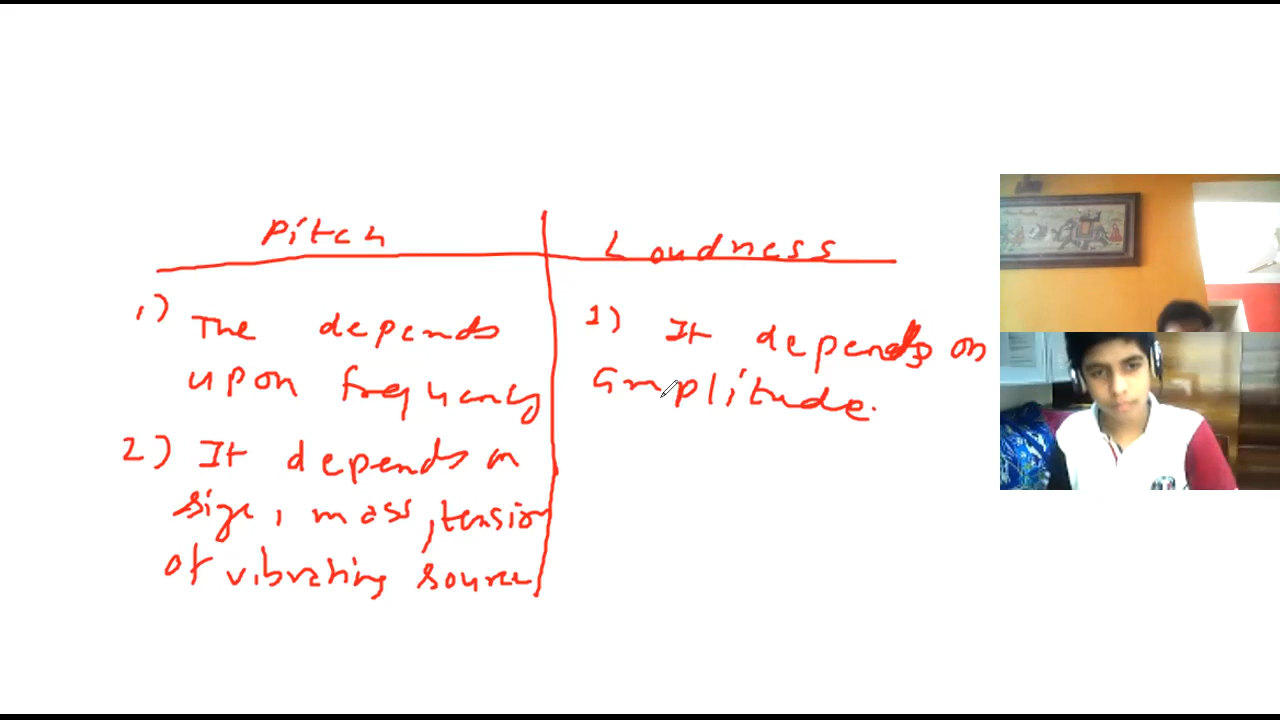 Pitch
1) The depends
upon frequency
2) It depends on
size, mass, tension
of vibrating source
Loudness
1) It depends on
Amplitude.